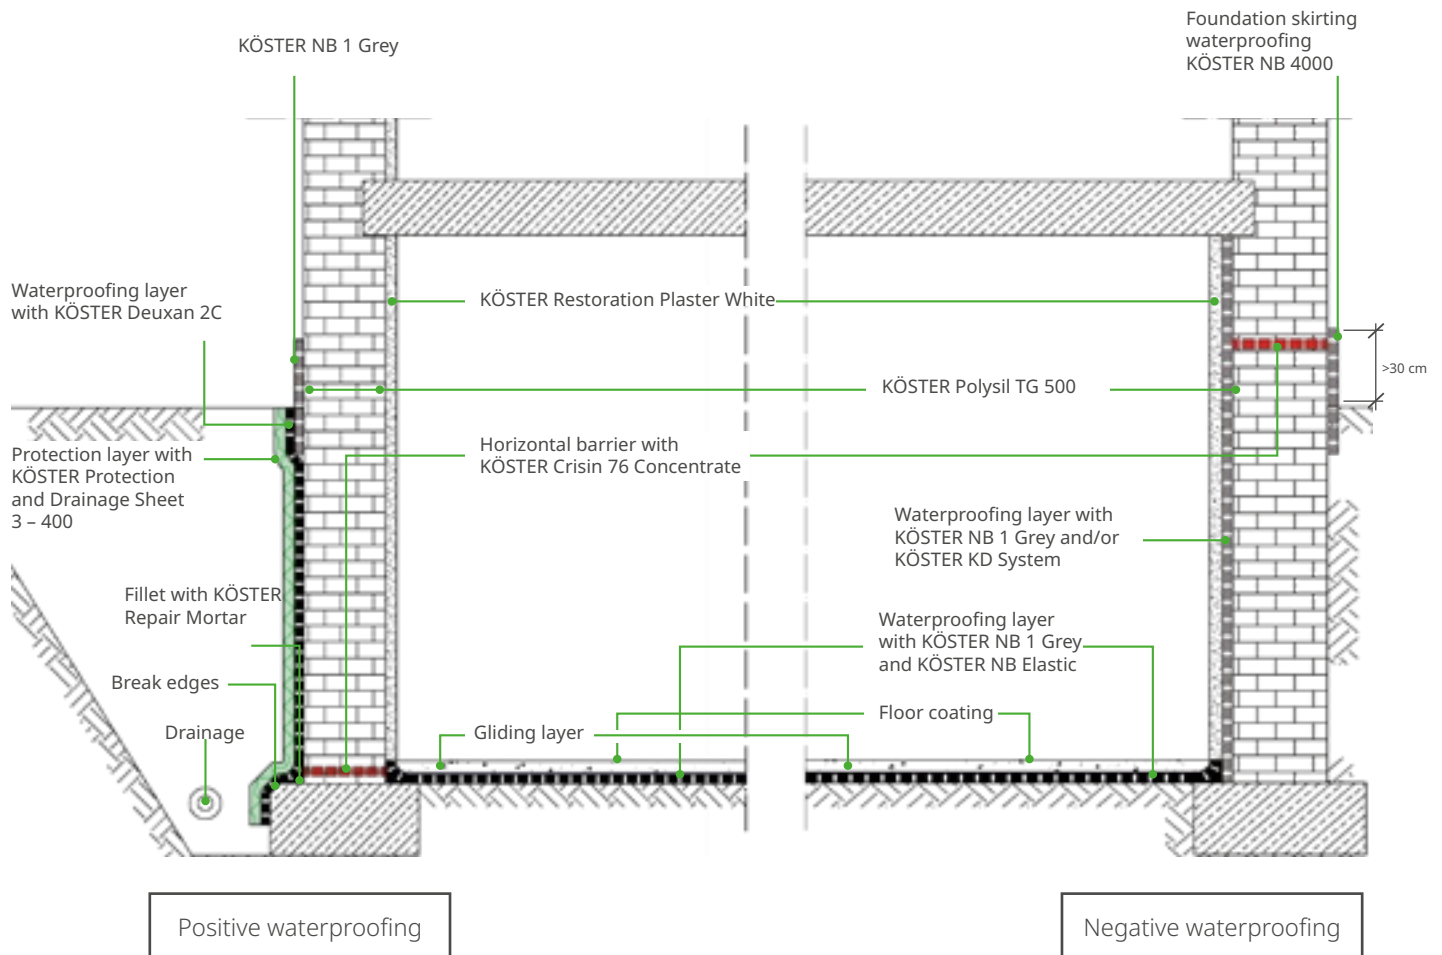 KÖSTER NB 1 Grey
Foundation skirting
waterproofing
KÖSTER NB 4000
Waterproofing layer
with KÖSTER Deuxan 2C
KÖSTER Restoration Plaster White
>30 cm
KÖSTER Polysil TG 500
Protection layer with
KÖSTER Protection
and Drainage Sheet
3 – 400
Horizontal barrier with
KÖSTER Crisin 76 Concentrate
Waterproofing layer with
KÖSTER NB 1 Grey and/or
KÖSTER KD System
Fillet with KÖSTER
Repair Mortar
Waterproofing layer
with KÖSTER NB 1 Grey
and KÖSTER NB Elastic
Break edges
Floor coating
Drainage
Gliding layer
Positive waterproofing
Negative waterproofing